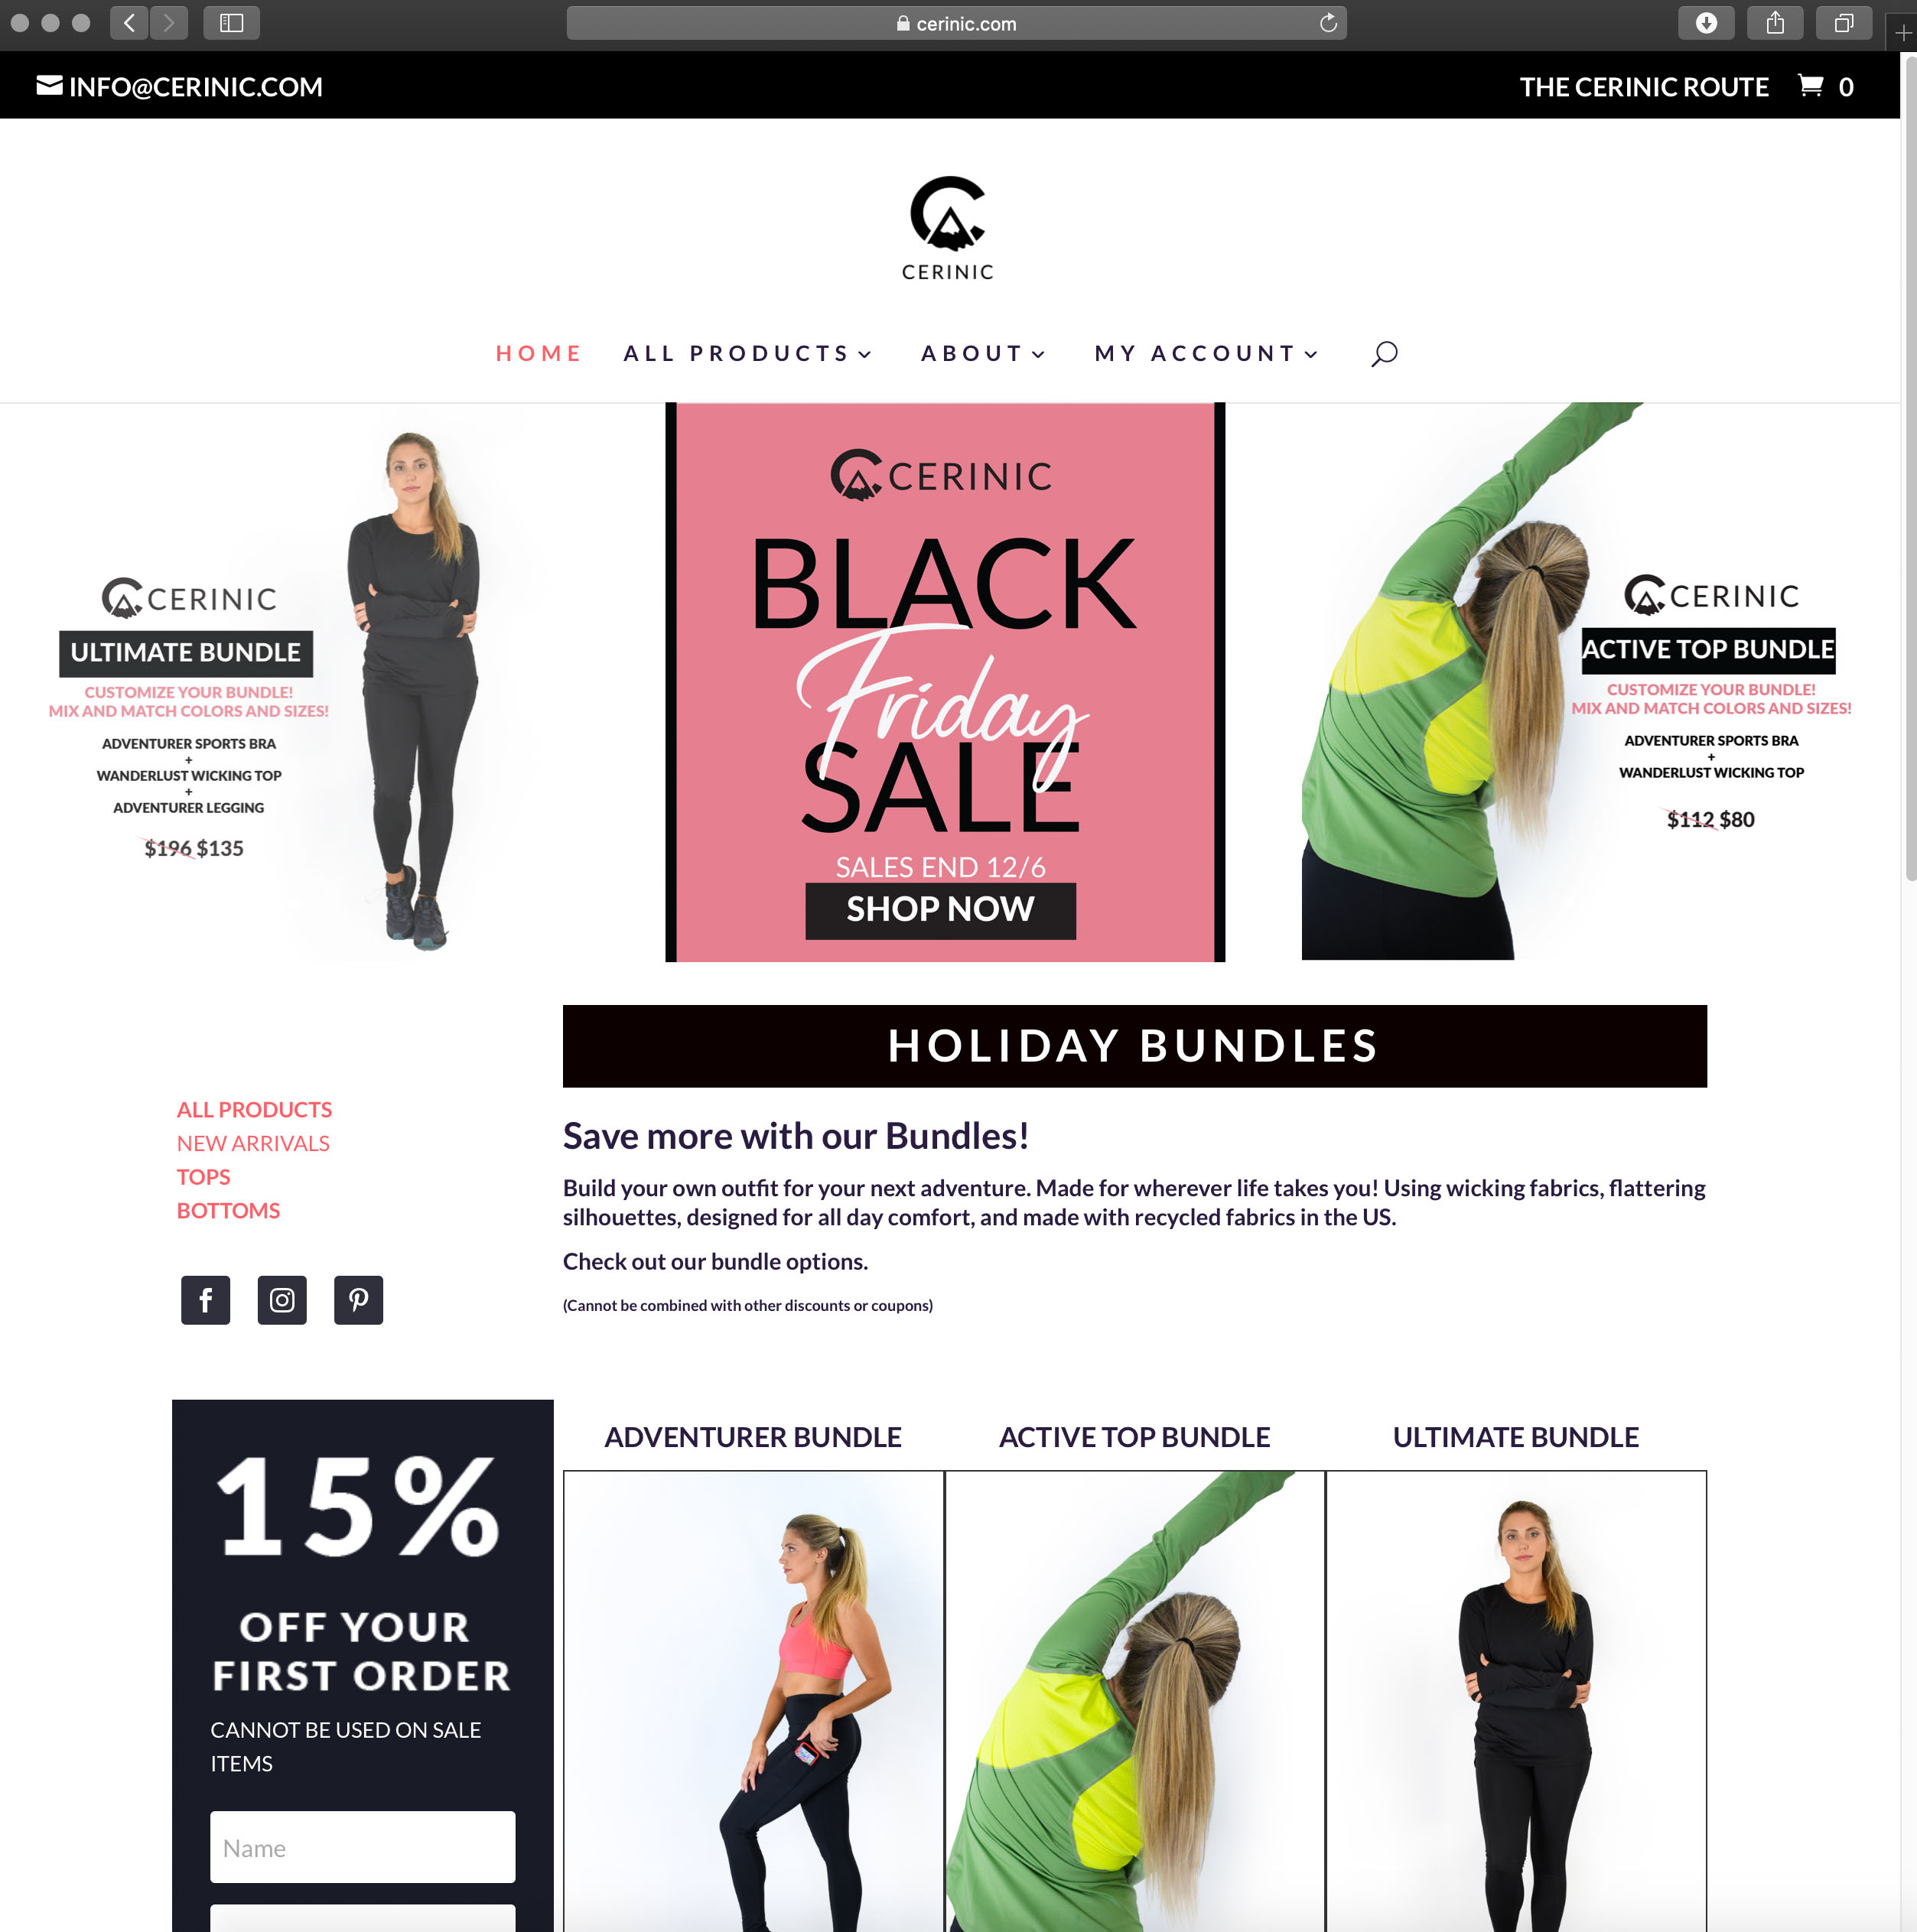 cerinic.com
INFO@CERINIC.COM
THE CERINIC ROUTE 0
CERINIC
HOME ALL PRODUCTS ABOUT MY ACCOUNT
CERINIC
ULTIMATE BUNDLE
CUSTOMIZE YOUR BUNDLE!
MIX AND MATCH COLORS AND SIZES!
ADVENTURER SPORTS BRA
+
WANDERLUST WICKING TOP
+
ADVENTURER LEGGING
$196 $135
CERINIC
BLACK
Friday
SALE
SALES END 12/6
SHOP NOW
CERINIC
ACTIVE TOP BUNDLE
CUSTOMIZE YOUR BUNDLE!
MIX AND MATCH COLORS AND SIZES!
ADVENTURER SPORTS BRA
+
WANDERLUST WICKING TOP
$112 $80
ALL PRODUCTS
NEW ARRIVALS
TOPS
BOTTOMS
HOLIDAY BUNDLES
Save more with our Bundles!
Build your own outfit for your next adventure. Made for wherever life takes you! Using wicking fabrics, flattering
silhouettes, designed for all day comfort, and made with recycled fabrics in the US.
Check out our bundle options.
(Cannot be combined with other discounts or coupons)
15%
OFF YOUR
FIRST ORDER
CANNOT BE USED ON SALE
ITEMS
Name
ADVENTURER BUNDLE
ACTIVE TOP BUNDLE
ULTIMATE BUNDLE